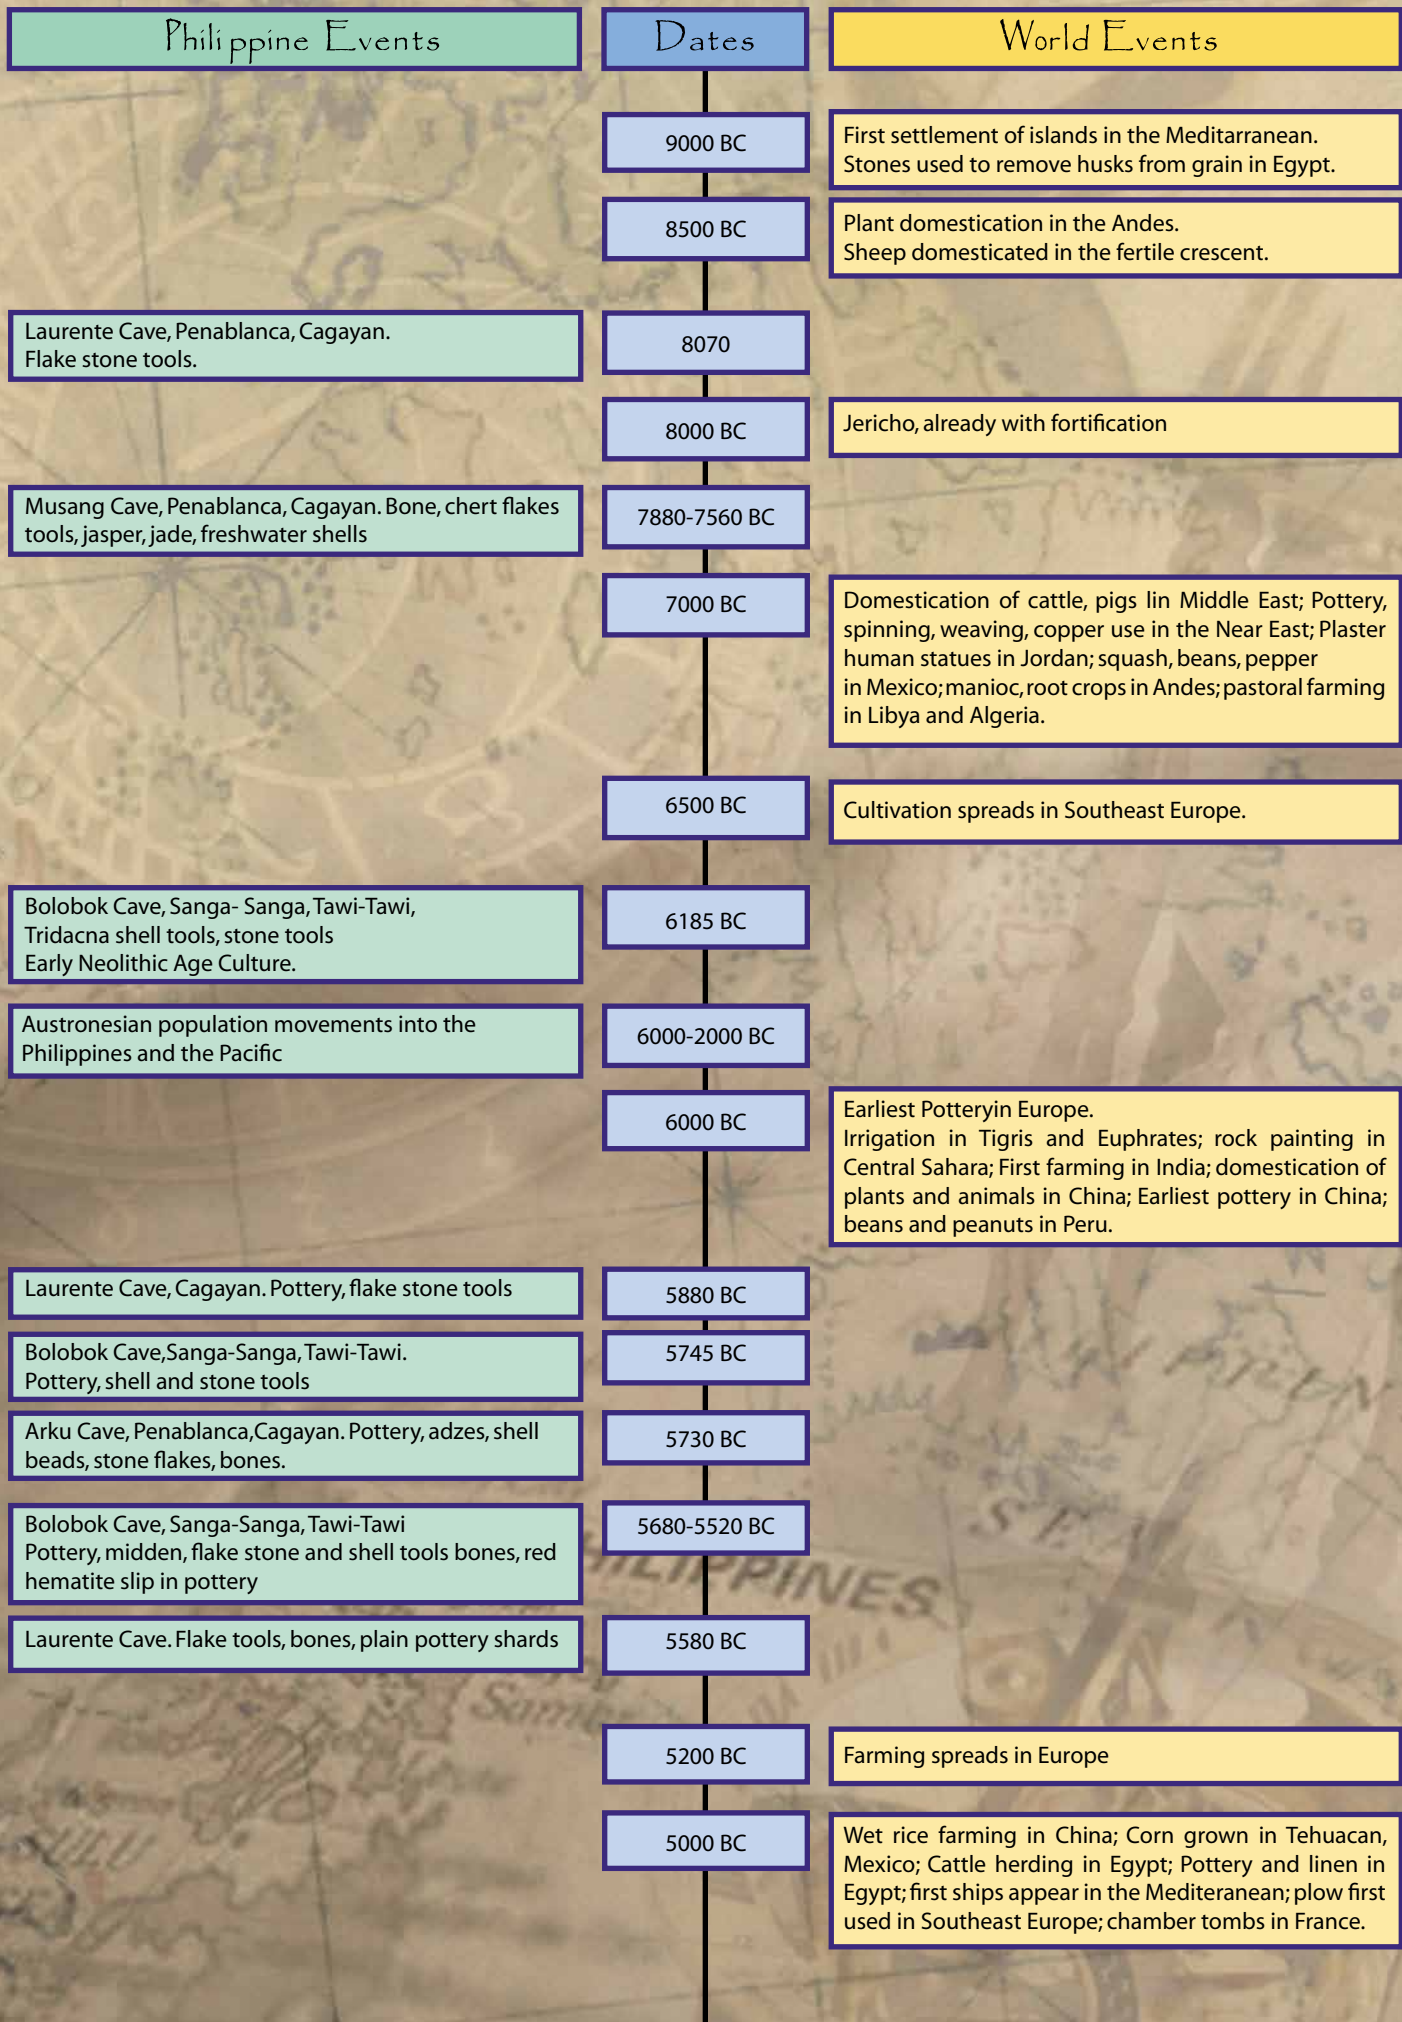 Philippine Events
Dates
World Events
9000 BC
First settlement of islands in the Meditarranean.
Stones used to remove husks from grain in Egypt.
8500 BC
Plant domestication in the Andes.
Sheep domesticated in the fertile crescent.
Laurente Cave, Penablanca, Cagayan.
Flake stone tools.
8070
8000 BC
Jericho, already with fortification
Musang Cave, Penablanca, Cagayan. Bone, chert flakes
tools, jasper, jade, freshwater shells
7880-7560 BC
7000 BC
Domestication of cattle, pigs lin Middle East; Pottery,
spinning, weaving, copper use in the Near East; Plaster
human statues in Jordan; squash, beans, pepper
in Mexico; manioc, root crops in Andes; pastoral farming
in Libya and Algeria.
6500 BC
Cultivation spreads in Southeast Europe.
Bolobok Cave, Sanga- Sanga, Tawi-Tawi,
Tridacna shell tools, stone tools
Early Neolithic Age Culture.
6185 BC
Austronesian population movements into the
Philippines and the Pacific
6000-2000 BC
6000 BC
Earliest Potteryin Europe.
Irrigation in Tigris and Euphrates; rock painting in
Central Sahara; First farming in India; domestication of
plants and animals in China; Earliest pottery in China;
beans and peanuts in Peru.
Laurente Cave, Cagayan. Pottery, flake stone tools
5880 BC
Bolobok Cave,Sanga-Sanga, Tawi-Tawi.
Pottery, shell and stone tools
5745 BC
Arku Cave, Penablanca,Cagayan. Pottery, adzes, shell
beads, stone flakes, bones.
5730 BC
Bolobok Cave, Sanga-Sanga, Tawi-Tawi
Pottery, midden, flake stone and shell tools bones, red
hematite slip in pottery
5680-5520 BC
Laurente Cave. Flake tools, bones, plain pottery shards
5580 BC
5200 BC
Farming spreads in Europe
5000 BC
Wet rice farming in China; Corn grown in Tehuacan,
Mexico; Cattle herding in Egypt; Pottery and linen in
Egypt; first ships appear in the Mediteranean; plow first
used in Southeast Europe; chamber tombs in France.
SEA